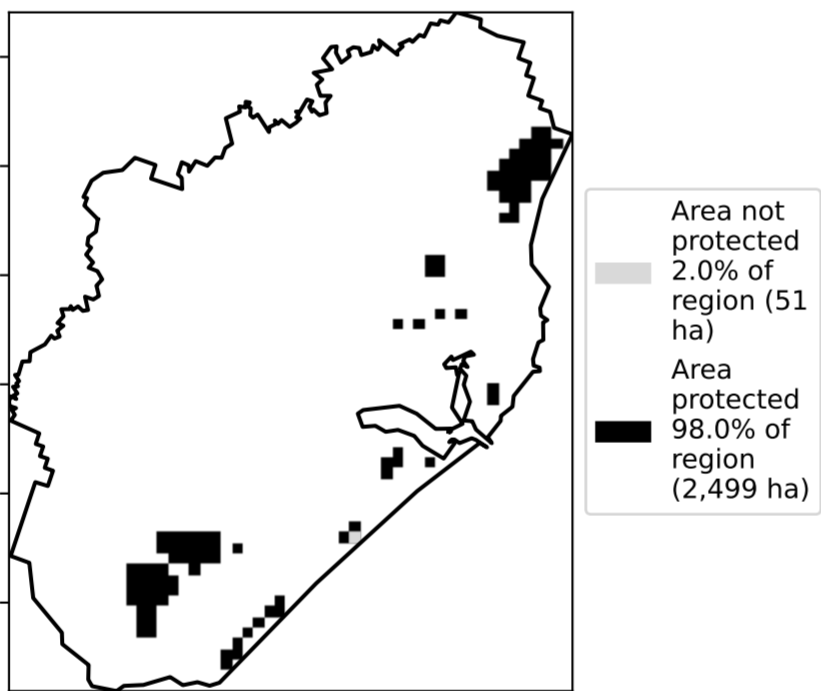 Area not
protected
2.0% of
region (51
ha)
Area
protected
98.0% of
region
(2,499 ha)